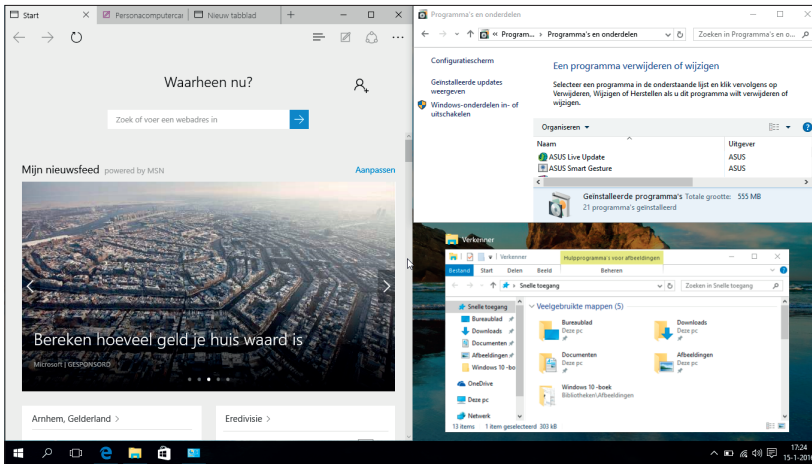 Start
Personacomputercar
Nieuw tabblad
Waarheen nu?
Zoek of voer een webadres in
Mijn nieuwsfeed powered by MSN
Aanpassen
Bereken hoeveel geld je huis waard is
Microsoft | GESPONSORD
Arnhem, Gelderland >
Eredivisie >
Programma's en onderdelen
« Program... > Programma's en onderdelen
Zoeken in Programma's en o...
Configuratiescherm
Geïnstalleerde updates
weergeven
Windows-onderdelen in- of
uitschakelen
Een programma verwijderen of wijzigen
Selecteer een programma in de onderstaande lijst en klik vervolgens op
Verwijderen, Wijzigen of Herstellen als u dit programma wilt verwijderen of
wijzigen.
Organiseren
Naam Uitgever
ASUS Live Update ASUS
ASUS Smart Gesture ASUS
Geïnstalleerde programma's Totale grootte: 555 MB
21 programma's geïnstalleerd
Verkenner
Verkenner
Hulpprogramma's voor afbeeldingen
Bestand Start Delen Beeld Beheren
> Snelle toegang
Zoeken in Snelle toegang
Snelle toegang
Bureaublad
Downloads
Documenten
Afbeeldingen
Windows 10 -bo
OneDrive
Deze pc
Netwerk
Veelgebruikte mappen (5)
Bureaublad
Deze pc
Downloads
Deze pc
Documenten
Deze pc
Afbeeldingen
Deze pc
Windows 10 -boek
Bibliotheken\Afbeeldingen
13 items 1 item geselecteerd 303 kB
17:24